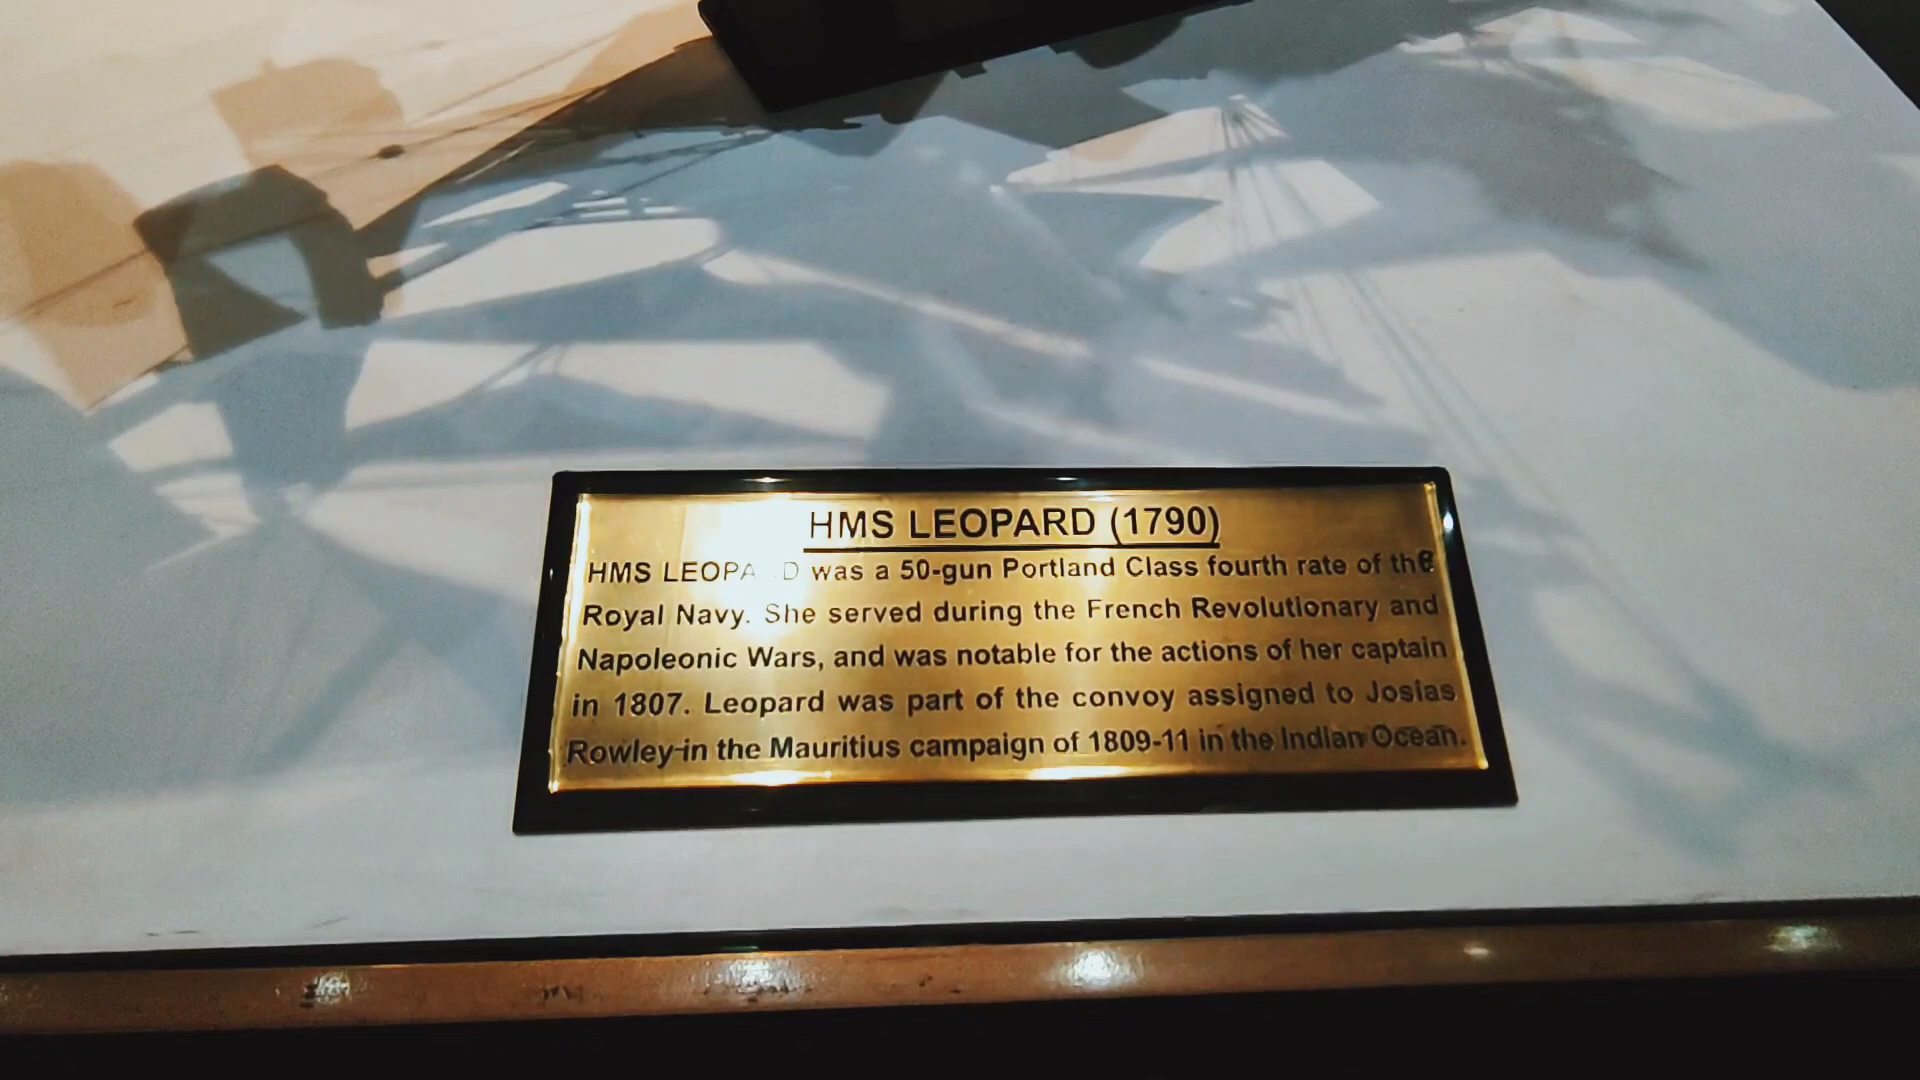 HMS LEOPARD (1790)
HMS LEOPARD was a 50-gun Portland Class fourth rate of the
Royal Navy. She served during the French Revolutionary and
Napoleonic Wars, and was notable for the actions of her captain
in 1807. Leopard was part of the convoy assigned to Josias
Rowley in the Mauritius campaign of 1809-11 in the Indian Ocean.